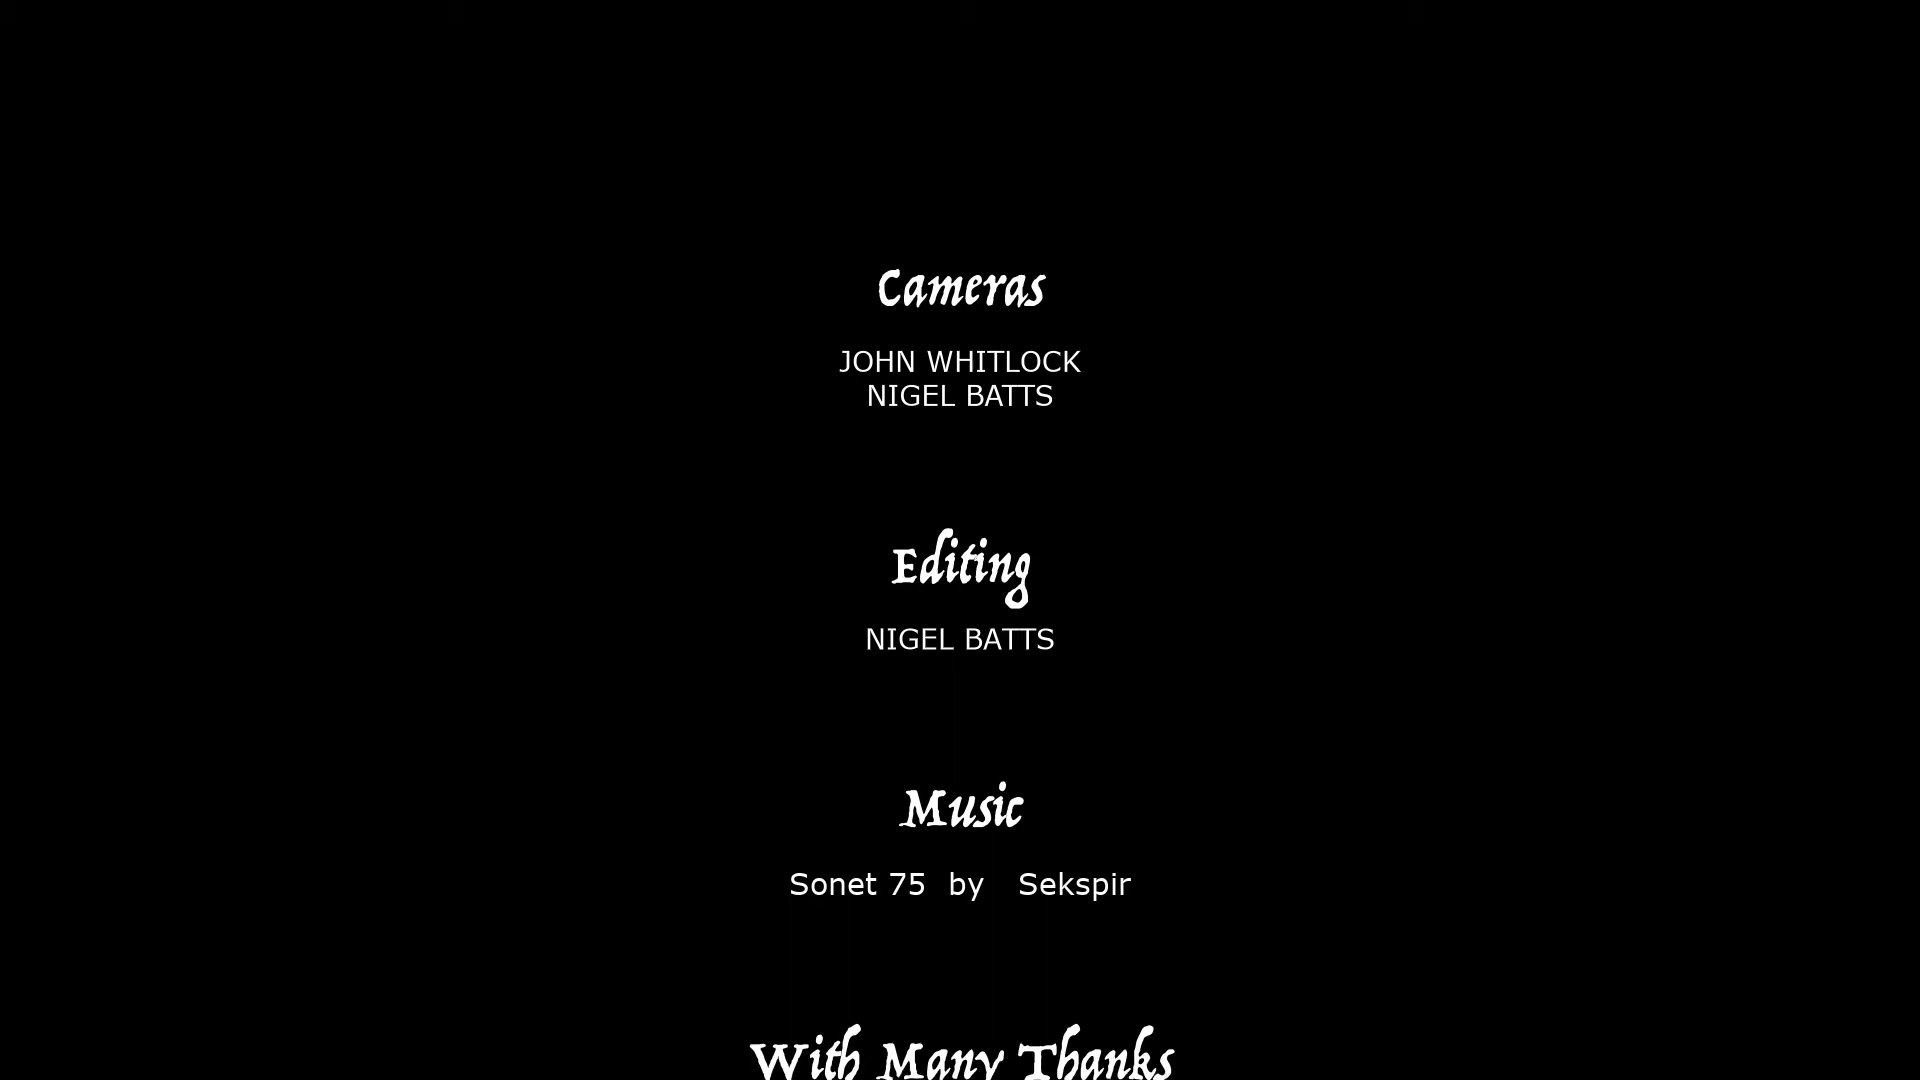 Cameras
JOHN WHITLOCK
NIGEL BATTS
Editing
NIGEL BATTS
Music
Sonet 75 by Sekspir
With Many Thanks